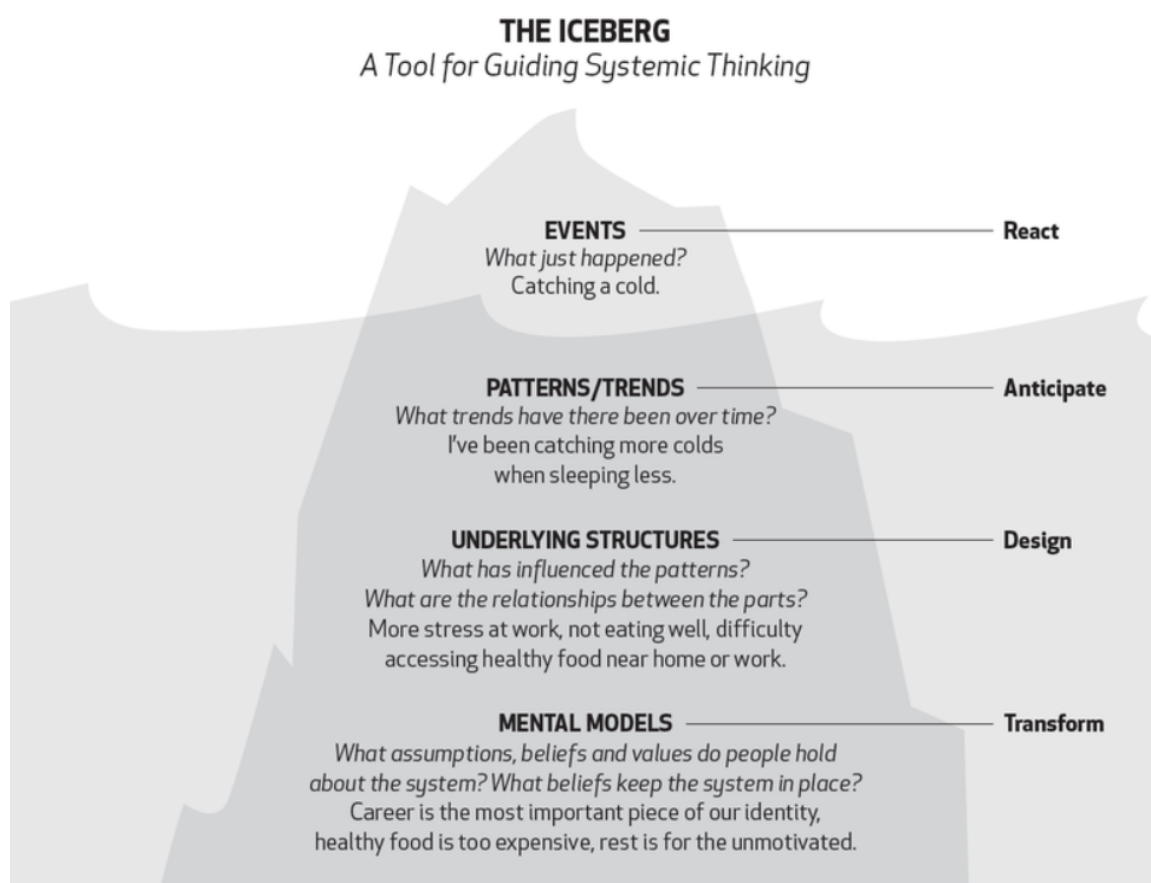 THE ICEBERG
A Tool for Guiding Systemic Thinking
EVENTS
React
What just happened?
Catching a cold.
PATTERNS/TRENDS
Anticipate
What trends have there been over time?
I've been catching more colds
when sleeping less.
UNDERLYING STRUCTURES
Design
What has influenced the patterns?
What are the relationships between the parts?
More stress at work, not eating well, difficulty
accessing healthy food near home or work.
MENTAL MODELS
Transform
What assumptions, beliefs and values do people hold
about the system? What beliefs keep the system in place?
Career is the most important piece of our identity,
healthy food is too expensive, rest is for the unmotivated.